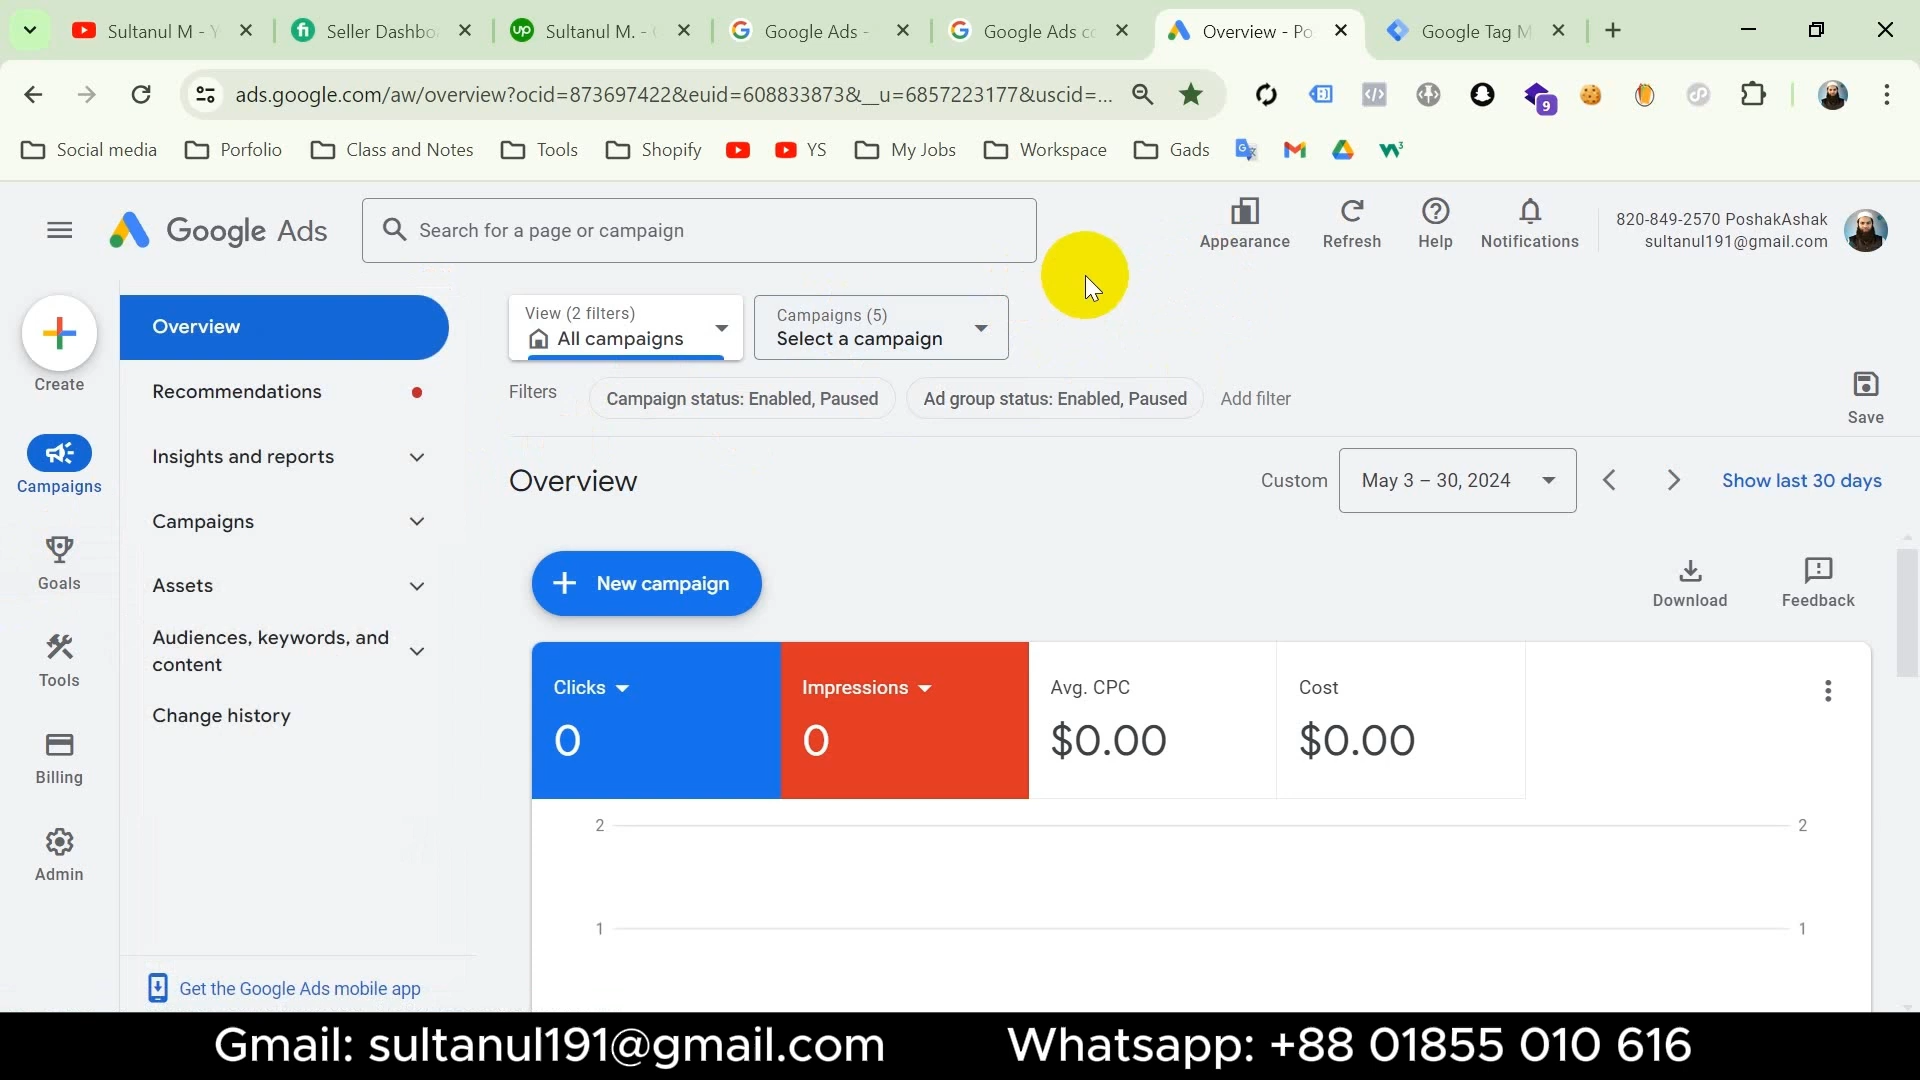 Sultanul M - Y
Seller Dashbo
Sultanul M. -
Google Ads -
Google Ads co
Overview - Po
Google Tag M
ads.google.com/aw/overview?ocid=873697422&euid=608833873&__u=6857223177&uscid=...
9
Social media
Porfolio
Class and Notes
Tools
Shopify
YS
My Jobs
Workspace
Gads
Google Ads
Search for a page or campaign
Appearance
Refresh
Help
Notifications
820-849-2570 PoshakAshak
sultanul191@gmail.com
Create
Campaigns
Goals
Tools
Billing
Admin
Overview
Recommendations
Insights and reports
Campaigns
Assets
Audiences, keywords, and
content
Change history
Get the Google Ads mobile app
View (2 filters)
All campaigns
Campaigns (5)
Select a campaign
Filters
Campaign status: Enabled, Paused
Ad group status: Enabled, Paused
Add filter
Save
Overview
Custom
May 3 – 30, 2024
Show last 30 days
New campaign
Download
Feedback
Clicks
0
Impressions
0
Avg. CPC
$0.00
Cost
$0.00
2
2
1
1
Gmail: sultanul191@gmail.com
Whatsapp: +88 01855 010 616